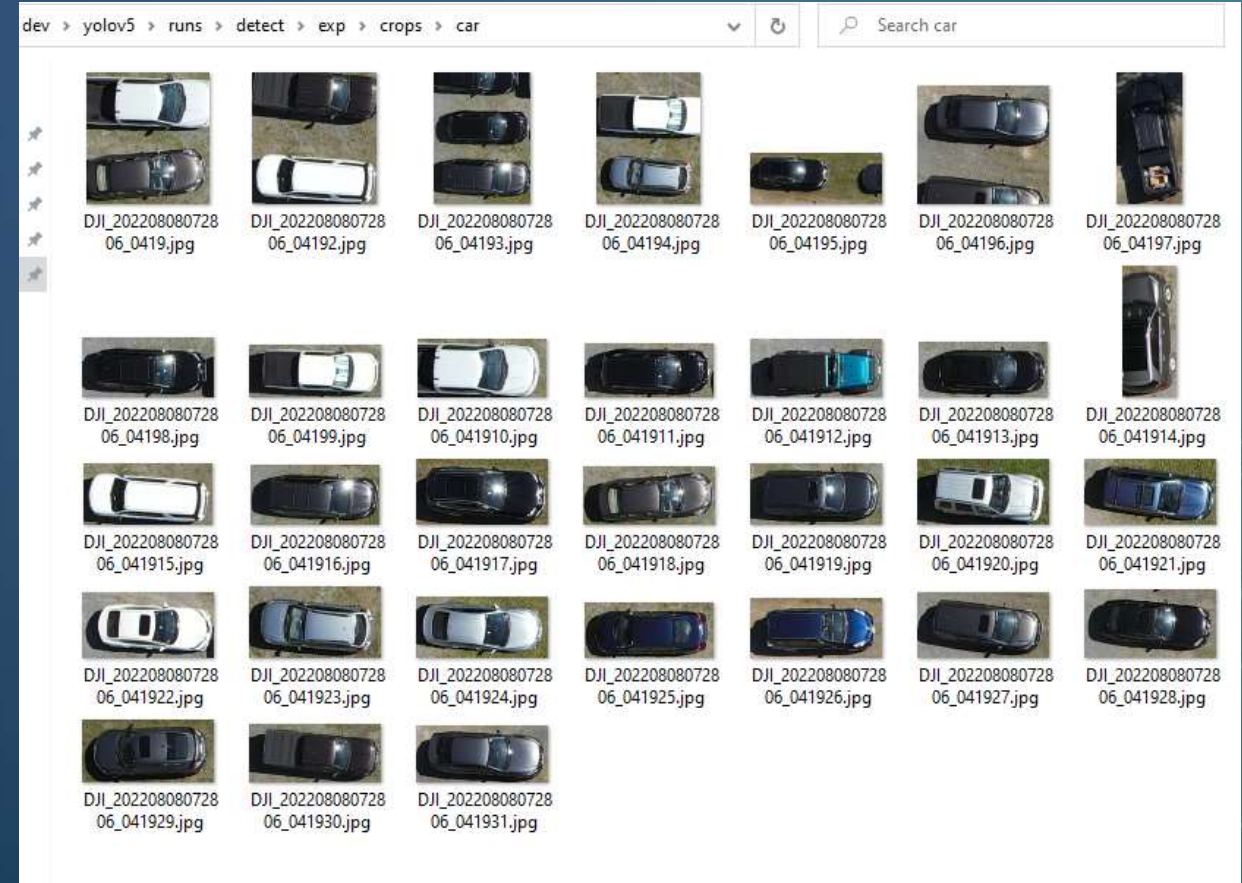 dev > yolov5 > runs > detect > exp > crops > car
Search car
DJI_202208080728
06_0419.jpg
DJI_202208080728
06_04192.jpg
DJI_202208080728
06_04193.jpg
DJI_202208080728
06_04194.jpg
DJI_202208080728
06_04195.jpg
DJI_202208080728
06_04196.jpg
DJI_202208080728
06_04197.jpg
DJI_202208080728
06_04198.jpg
DJI_202208080728
06_04199.jpg
DJI_202208080728
06_041910.jpg
DJI_202208080728
06_041911.jpg
DJI_202208080728
06_041912.jpg
DJI_202208080728
06_041913.jpg
DJI_202208080728
06_041914.jpg
DJI_202208080728
06_041915.jpg
DJI_202208080728
06_041916.jpg
DJI_202208080728
06_041917.jpg
DJI_202208080728
06_041918.jpg
DJI_202208080728
06_041919.jpg
DJI_202208080728
06_041920.jpg
DJI_202208080728
06_041921.jpg
DJI_202208080728
06_041922.jpg
DJI_202208080728
06_041923.jpg
DJI_202208080728
06_041924.jpg
DJI_202208080728
06_041925.jpg
DJI_202208080728
06_041926.jpg
DJI_202208080728
06_041927.jpg
DJI_202208080728
06_041928.jpg
DJI_202208080728
06_041929.jpg
DJI_202208080728
06_041930.jpg
DJI_202208080728
06_041931.jpg